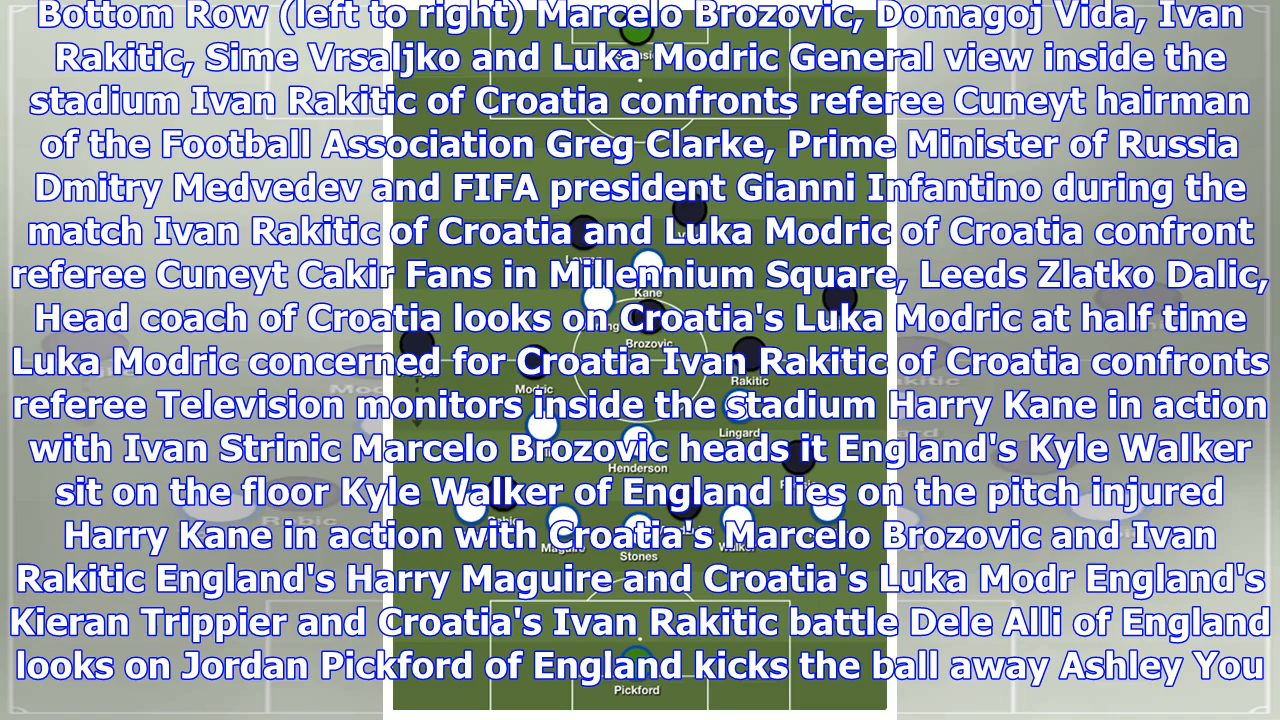 Bottom Row (left to right) Marcelo Brozovic, Domagoj Vida, Ivan
Rakitic, Sime Vrsaljko and Luka Modric General view inside the
stadium Ivan Rakitic of Croatia confronts referee Cuneyt hairman
of the Football Association Greg Clarke, Prime Minister of Russia
Dmitry Medvedev and FIFA president Gianni Infantino during the
match Ivan Rakitic of Croatia and Luka Modric of Croatia confront
referee Cuneyt Cakir Fans in Millennium Square, Leeds Zlatko Dalic,
Kane
Head coach of Croatia looks on Croatia's Luka Modric at half time
Brozovic
Luka Modric concerned for Croatia Ivan Rakitic of Croatia confronts
Rakitic
Modric
referee Television monitors inside the stadium Harry Kane in action
Lingard
with Ivan Strinic Marcelo Brozovic heads it England's Kyle Walker
Henderson
sit on the floor Kyle Walker of England lies on the pitch injured
Harry Kane in action with Croatia's Marcelo Brozovic and Ivan
Stones
Rakitic England's Harry Maguire and Croatia's Luka Modr England's
Kieran Trippier and Croatia's Ivan Rakitic battle Dele Alli of England
looks on Jordan Pickford of England kicks the ball away Ashley You
Pickford